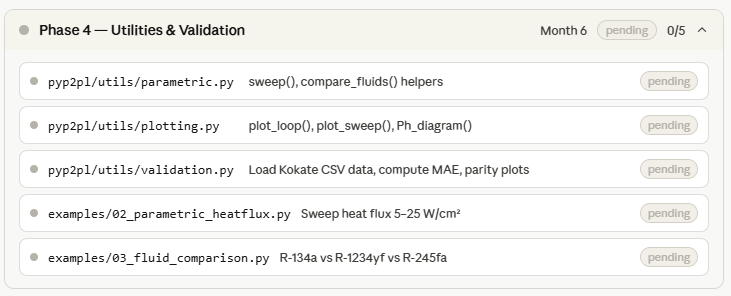 Phase 4 — Utilities & Validation Month 6 pending 0/5
pyp2pl/utils/parametric.py sweep(), compare_fluids() helpers pending
pyp2pl/utils/plotting.py plot_loop(), plot_sweep(), Ph_diagram() pending
pyp2pl/utils/validation.py Load Kokate CSV data, compute MAE, parity plots pending
examples/02_parametric_heatflux.py Sweep heat flux 5–25 W/cm² pending
examples/03_fluid_comparison.py R-134a vs R-1234yf vs R-245fa pending